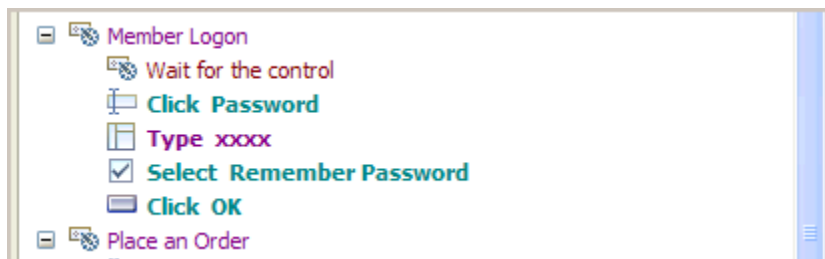 Member Logon
Wait for the control
Click Password
Type xxxx
Select Remember Password
Click OK
Place an Order